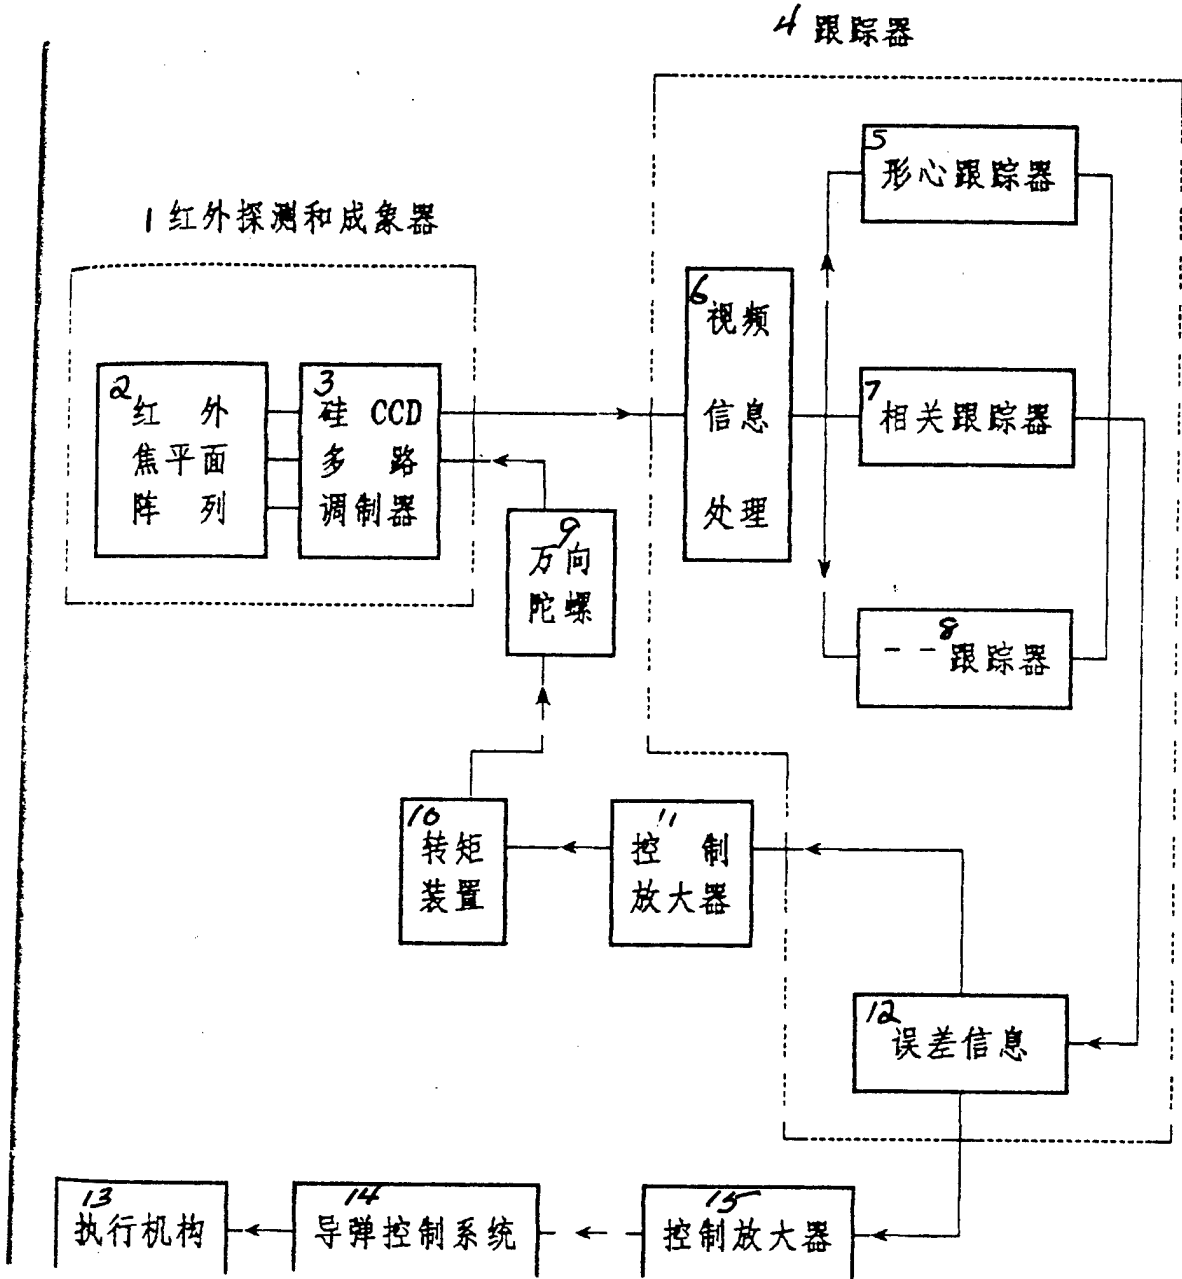 4 跟踪器
1 红外探测和成象器
2 红 外
焦平面
阵 列
3
硅 CCD
多 路
调制器
5
形心跟踪器
6
视频
信息
处理
7
相关跟踪器
8
-- 跟踪器
9
万向
陀螺
10
转矩
装置
11
控 制
放大器
12
误差信息
13
执行机构
14
导弹控制系统
15
控制放大器